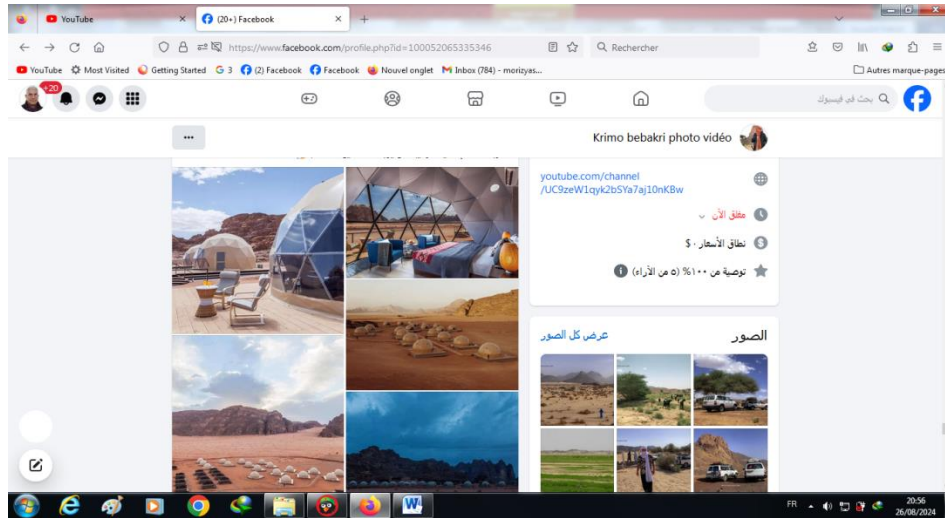 YouTube
(20+) Facebook
https://www.facebook.com/profile.php?id=100052065335346
Rechercher
YouTube
Most Visited
Getting Started
G 3
(2) Facebook
Facebook
Nouvel onglet
Inbox (784) - morizyas...
Autres marque-pages
+20
بحث في فيسبوك
Krimo bebakri photo vidéo
youtube.com/channel
/UC9zeW1qyk2bSYa7aj10nKBw
مغلق الآن
نطاق الأسعار · $
توصية من ١٠٠% (٥ من الآراء)
الصور
عرض كل الصور
FR
20:56
26/08/2024